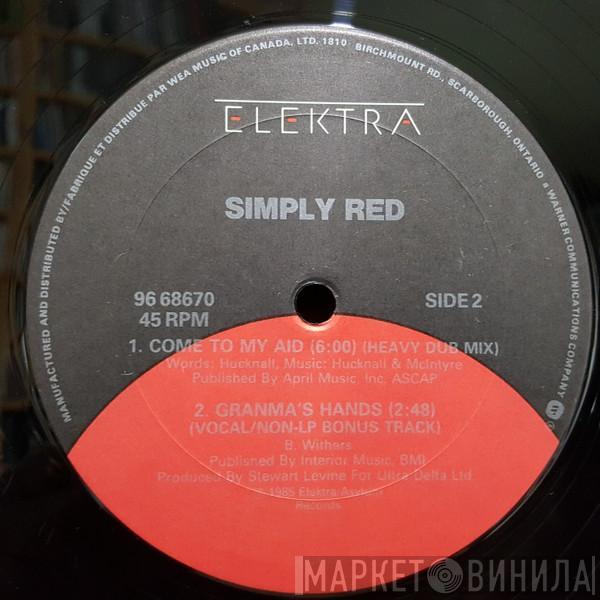 MANUFACTURED AND DISTRIBUTED BY/FABRIQUE ET DISTRIBUE PAR WEA MUSIC OF CANADA, LTD. 1810 BIRCHMOUNT RD., SCARBOROUGH, ONTARIO a WARNER COMMUNICATIONS COMPANY
ELEKTRA
SIMPLY RED
96 68670
SIDE 2
45 RPM
1. COME TO MY AID (6:00) (HEAVY DUB MIX)
Words: Hucknall, Music: Hucknall & McIntyre
Published By April Music, Inc. ASCAP
2. GRANMA'S HANDS (2:48)
(VOCAL/NON-LP BONUS TRACK)
B. Withers
Published By Interior Music, BMI
Produced By Stewart Levine For Ultra Delta Ltd.
1985 Elektra/Asylum
Records
МАРКЕТ ВИНИЛА